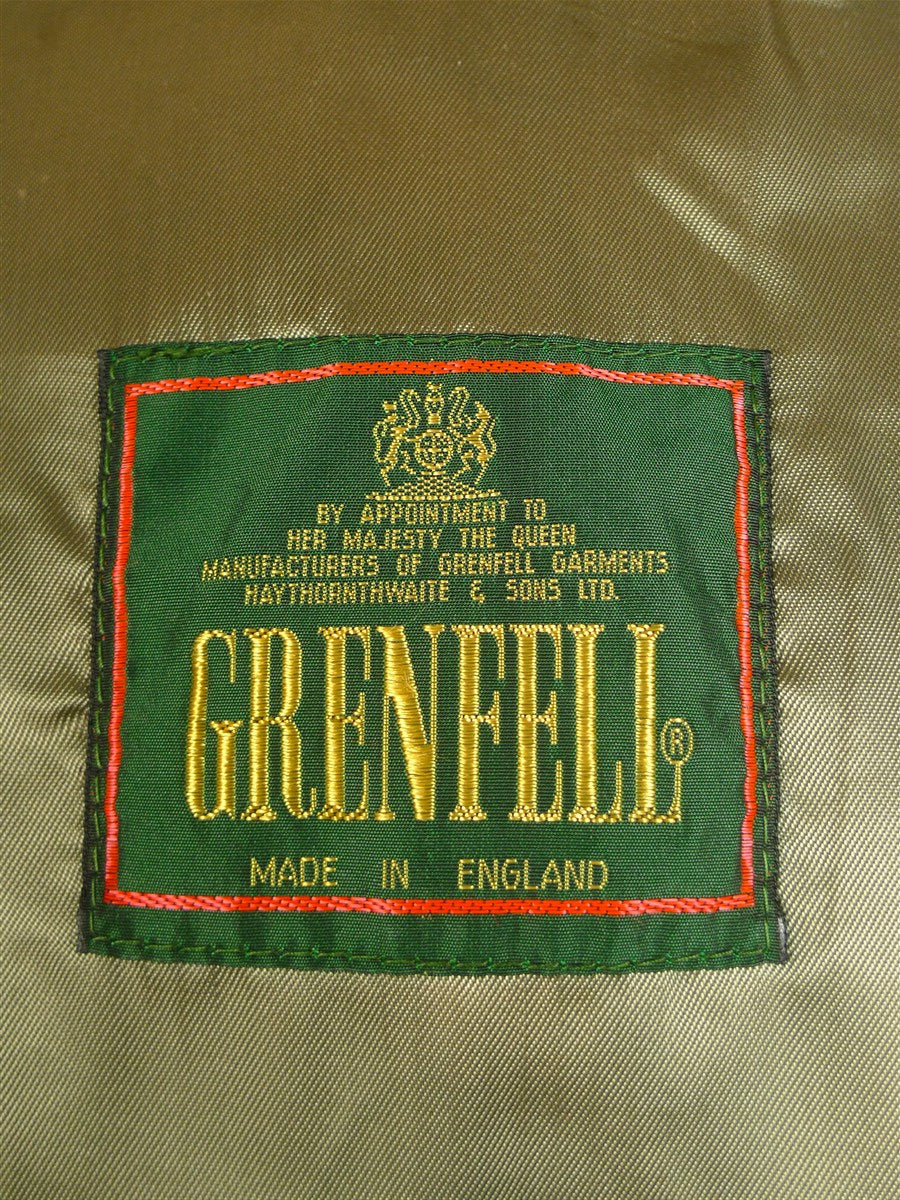 BY APPOINTMENT TO
HER MAJESTY THE QUEEN
MANUFACTURERS OF GRENFELL GARMENTS
HAYTHORNTHWAITE & SONS LTD.
GRENFELL®
MADE IN ENGLAND